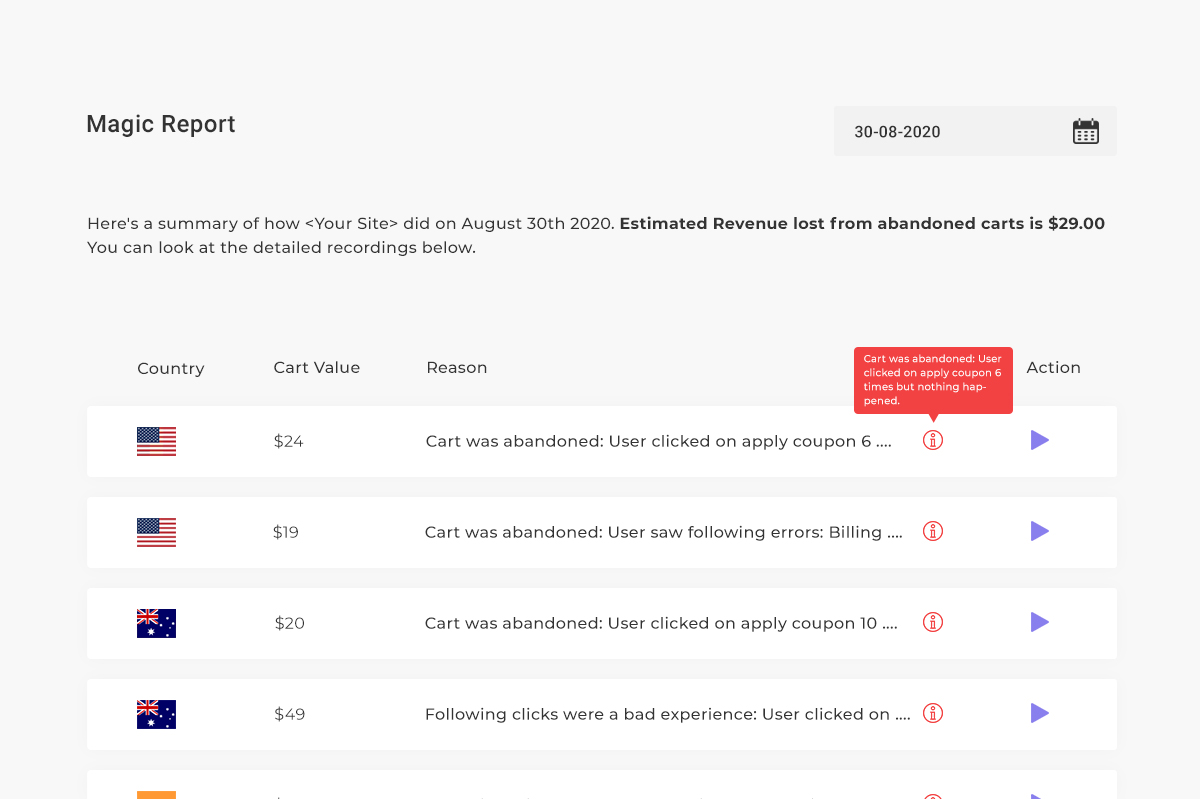 Magic Report
30-08-2020
Here's a summary of how <Your Site> did on August 30th 2020. Estimated Revenue lost from abandoned carts is $29.00
You can look at the detailed recordings below.
Country
Cart Value
Reason
Cart was abandoned: User
clicked on apply coupon 6
times but nothing hap-
pened.
Action
$24
Cart was abandoned: User clicked on apply coupon 6 ....
$19
Cart was abandoned: User saw following errors: Billing ....
$20
Cart was abandoned: User clicked on apply coupon 10 ....
$49
Following clicks were a bad experience: User clicked on ....